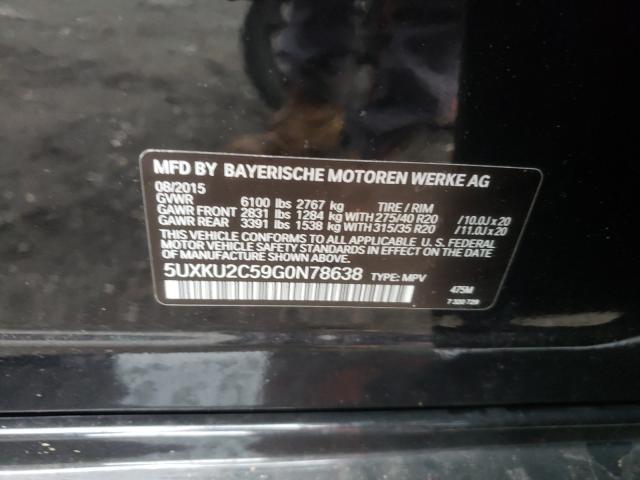 MFD BY BAYERISCHE MOTOREN WERKE AG
08/2015
GVWR 6100 lbs 2767 kg TIRE / RIM
GAWR FRONT 2831 lbs 1284 kg WITH 275/40 R20 /10.0J x 20
GAWR REAR 3391 lbs 1538 kg WITH 315/35 R20 /11.0J x 20
THIS VEHICLE CONFORMS TO ALL APPLICABLE U.S. FEDERAL
MOTOR VEHICLE SAFETY STANDARDS IN EFFECT ON THE DATE
OF MANUFACTURE SHOWN ABOVE.
5UXKU2C59G0N78638 TYPE: MPV
475M
7 320 729